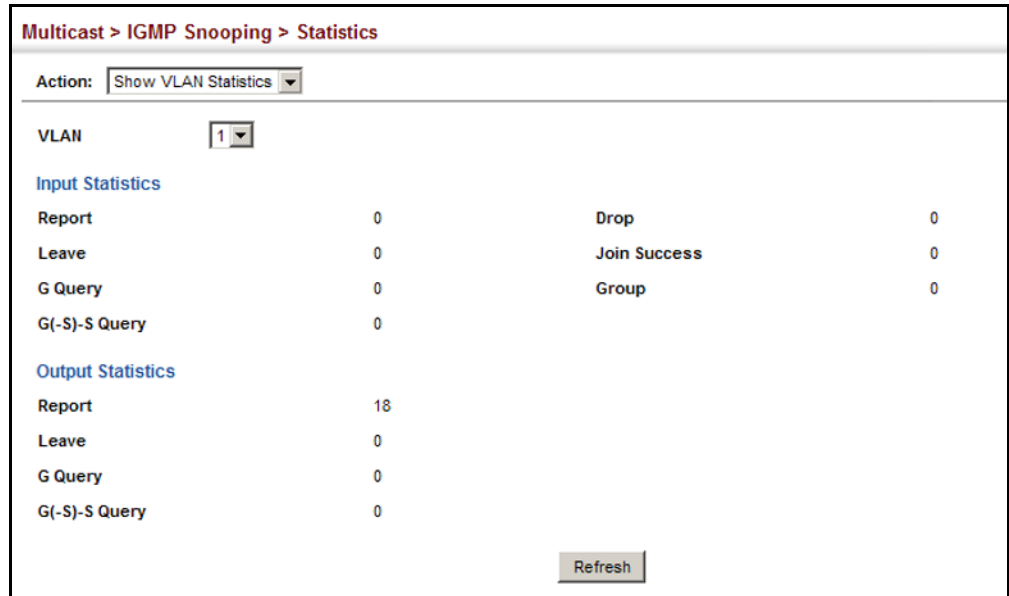 Multicast > IGMP Snooping > Statistics
Action: Show VLAN Statistics
VLAN 1
Input Statistics
Report 0 Drop 0
Leave 0 Join Success 0
G Query 0 Group 0
G(-S)-S Query 0
Output Statistics
Report 18
Leave 0
G Query 0
G(-S)-S Query 0
Refresh